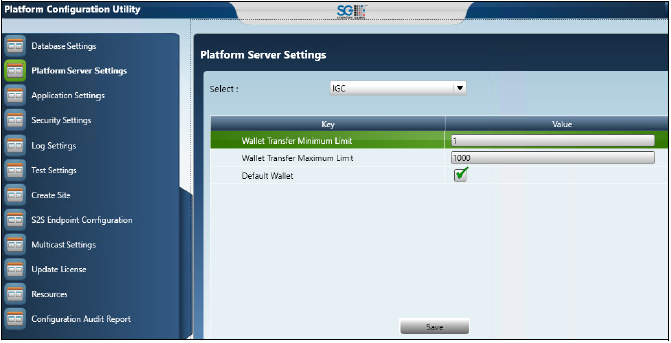 Platform Configuration Utility
SG
Database Settings
Platform Server Settings
Application Settings
Security Settings
Log Settings
Test Settings
Create Site
S2S Endpoint Configuration
Multicast Settings
Update License
Resources
Configuration Audit Report
Platform Server Settings
Select :
IGC
Key
Value
Wallet Transfer Minimum Limit
1
Wallet Transfer Maximum Limit
1000
Default Wallet
Save